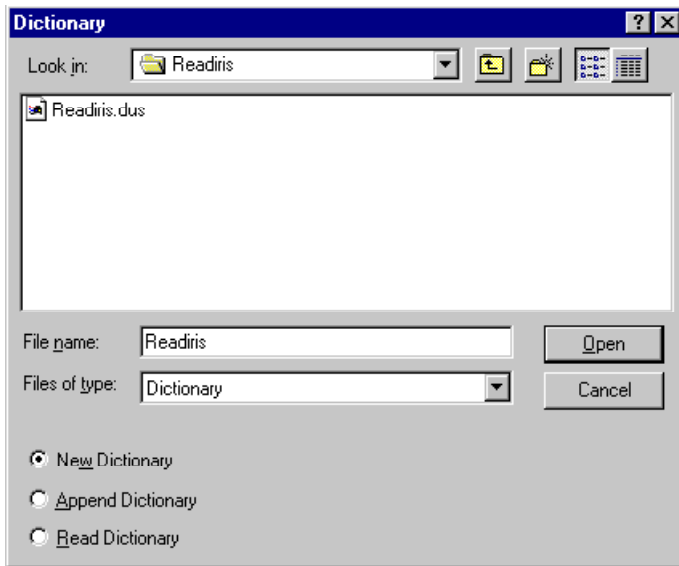 Dictionary
Look in: Readiris
Readiris.dus
File name: Readiris Open
Files of type: Dictionary Cancel
New Dictionary
Append Dictionary
Read Dictionary